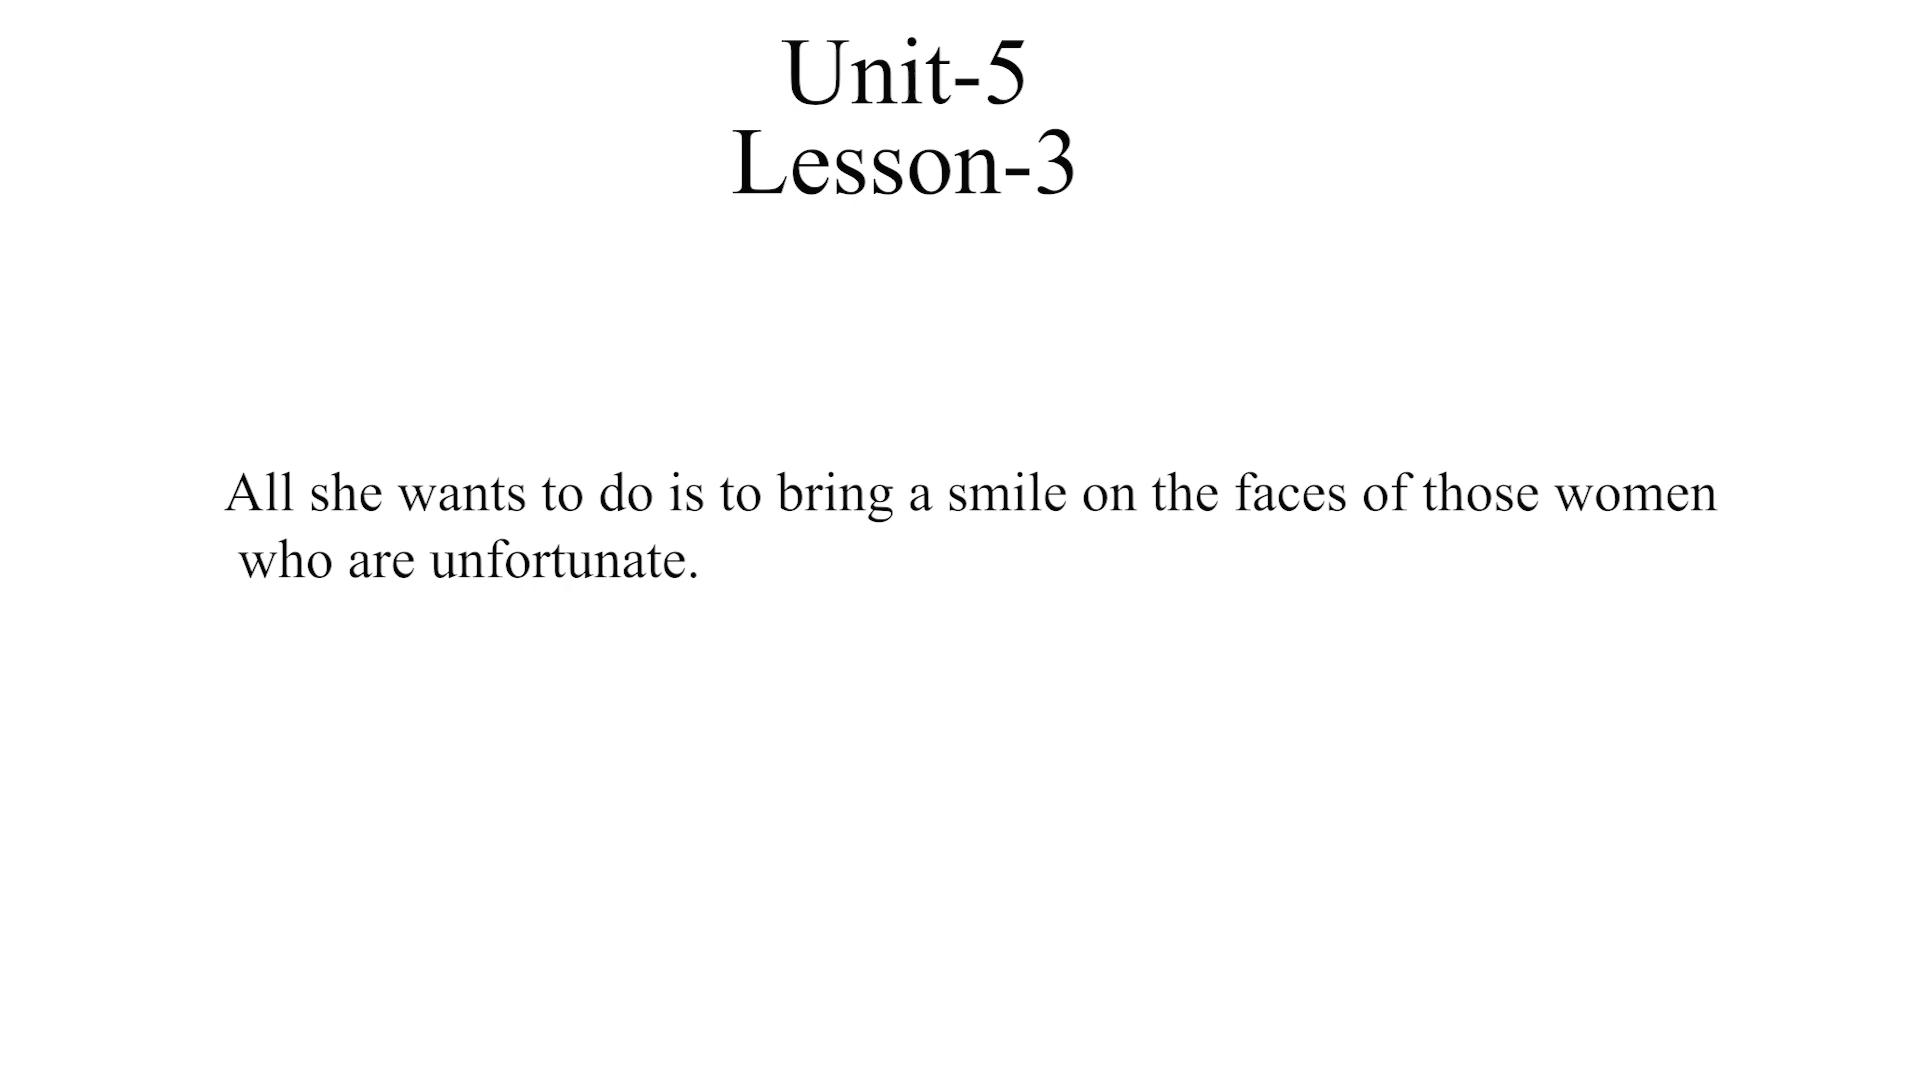 Unit-5
Lesson-3
All she wants to do is to bring a smile on the faces of those women
who are unfortunate.